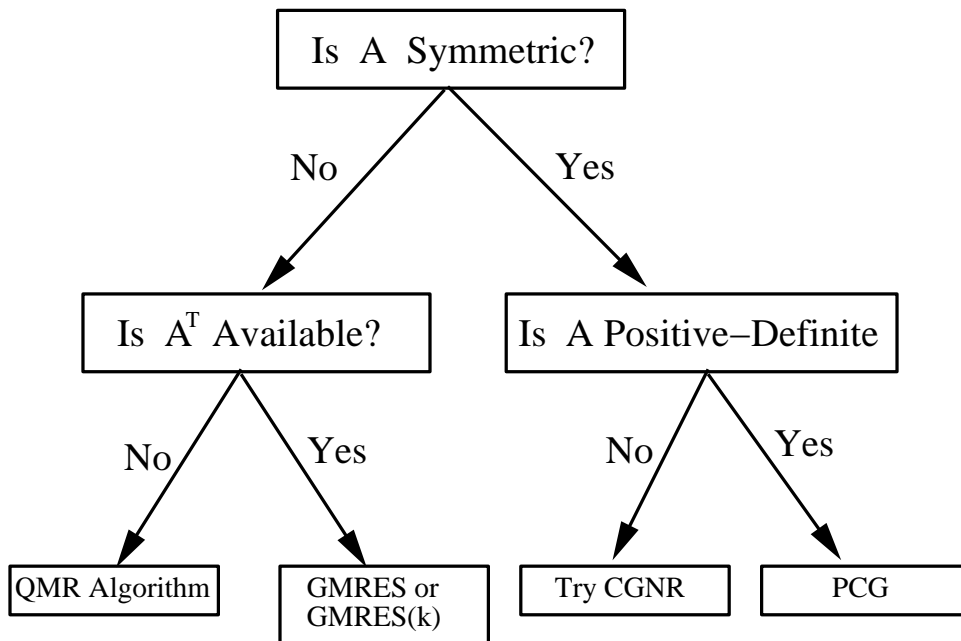 Is A Symmetric?
No
Yes
Is A^T Available?
Is A Positive−Definite
No
Yes
No
Yes
QMR Algorithm
GMRES or
GMRES(k)
Try CGNR
PCG